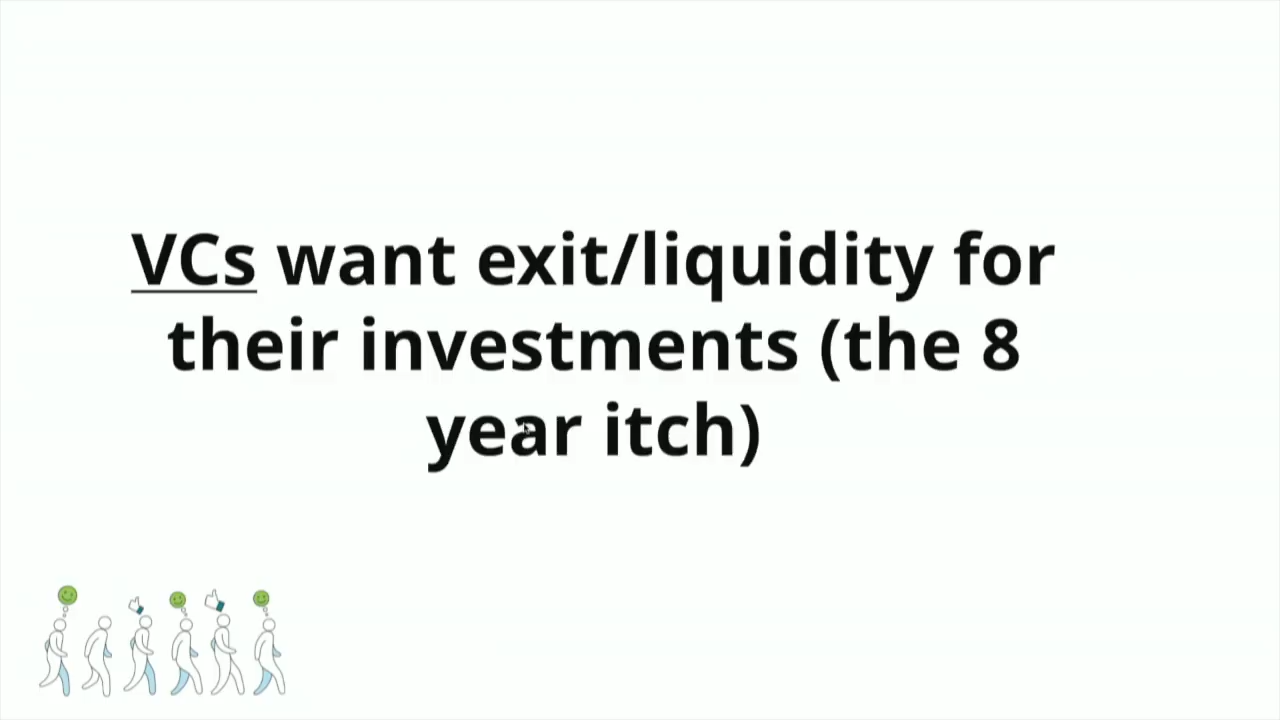 VCs want exit/liquidity for
their investments (the 8
year itch)